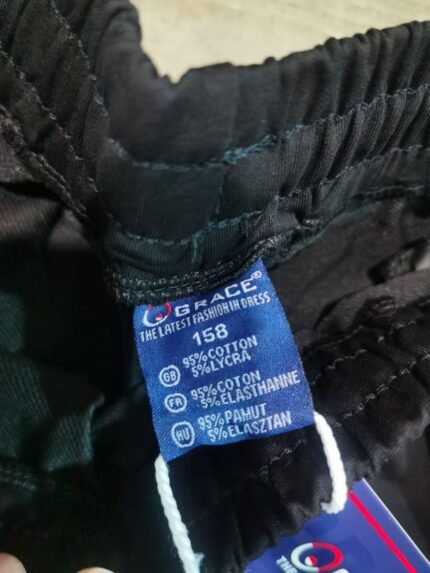 GRACE®
THE LATEST FASHION IN DRESS
158
GB 95%COTTON
5%LYCRA
FR 95%COTON
5%ELASTHANNE
HU 95%PAMUT
5%ELASZTAN
THE